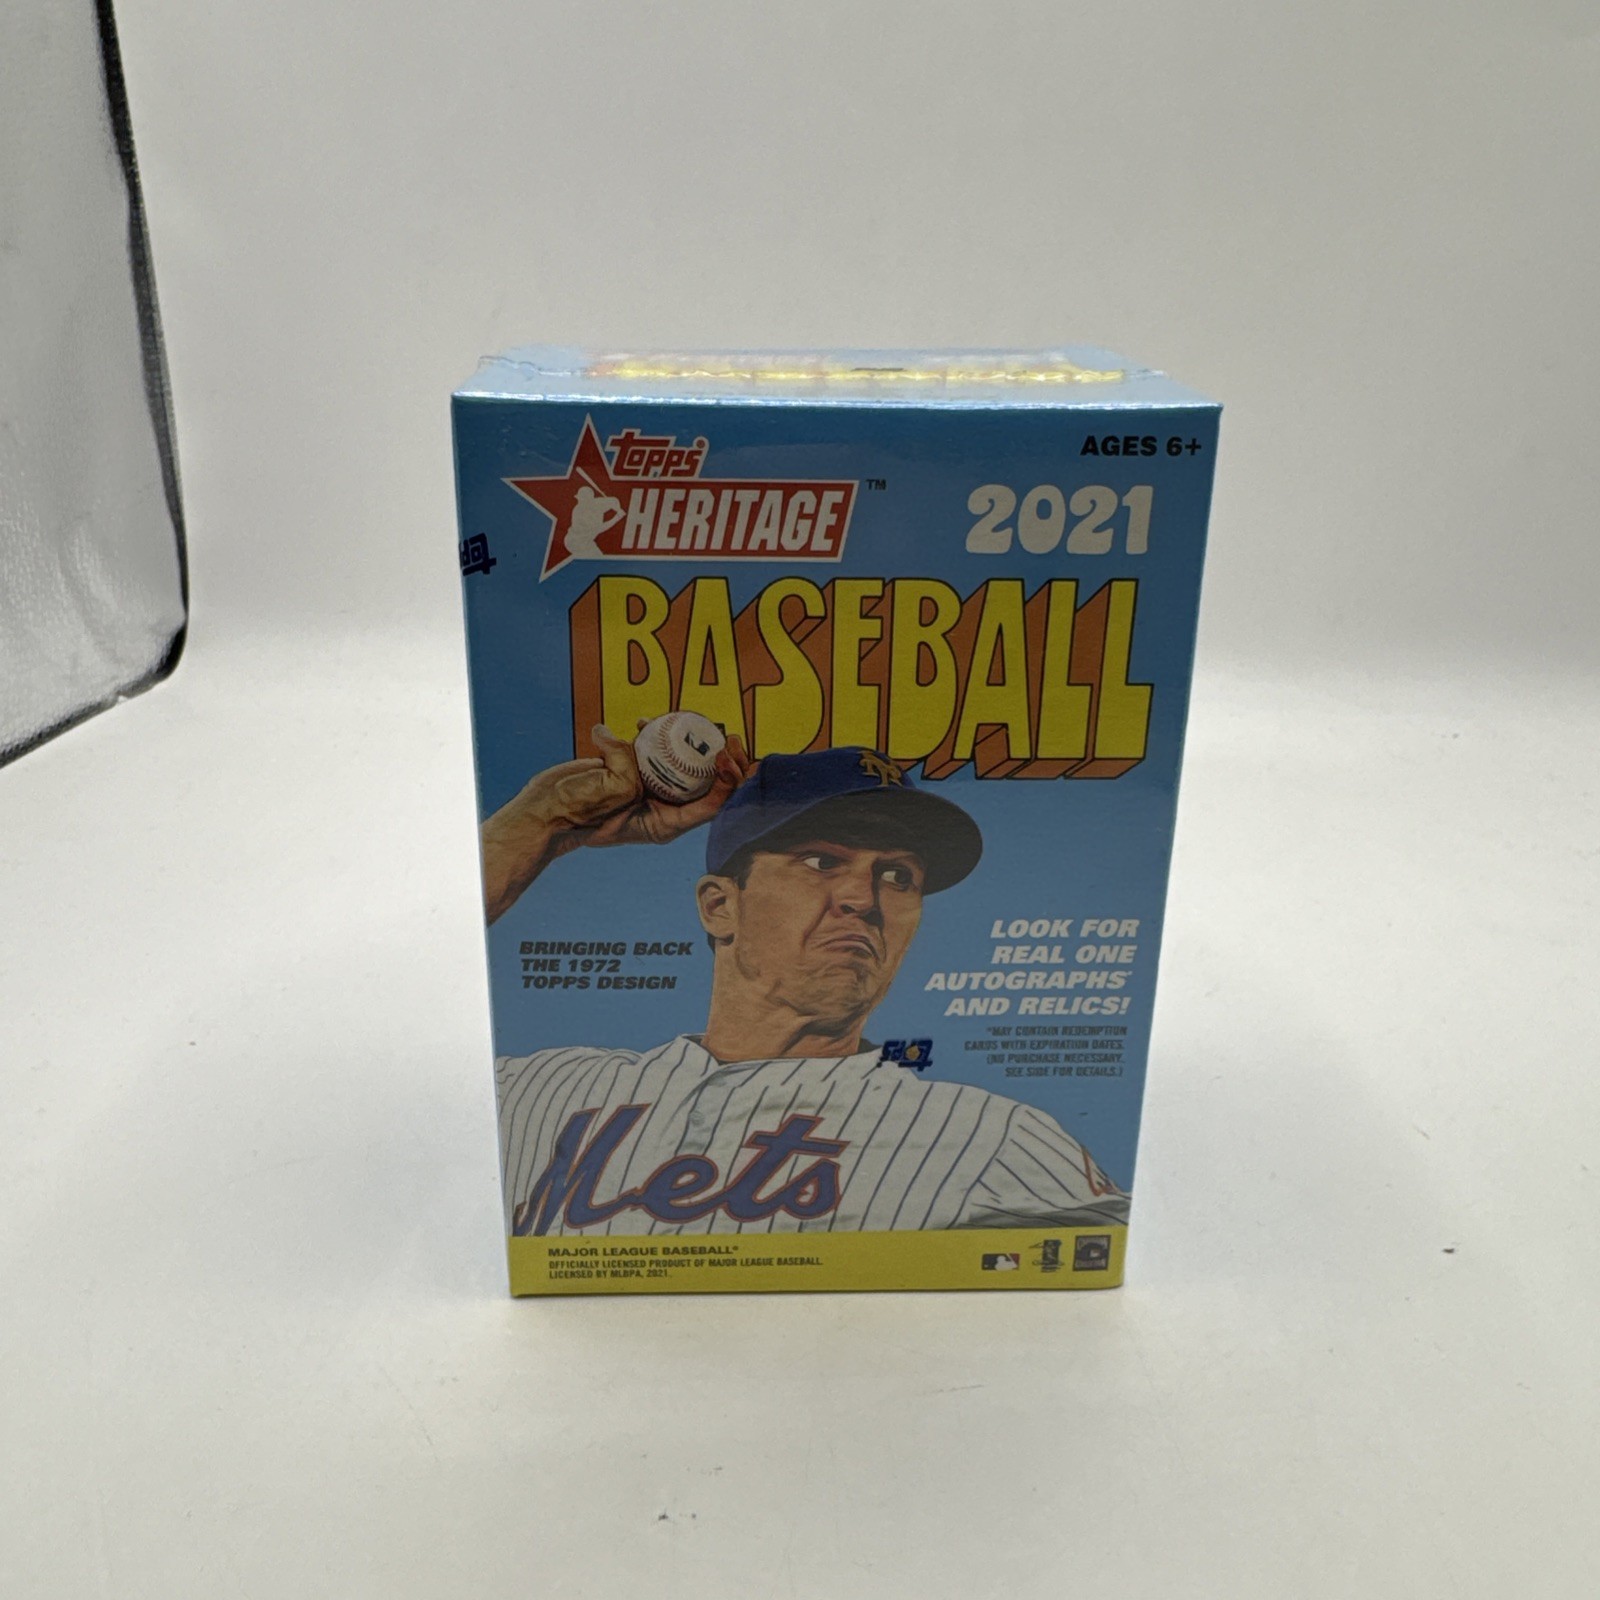 AGES 6+
topps
HERITAGE™
2021
BASEBALL
NY
BRINGING BACK
THE 1972
TOPPS DESIGN
LOOK FOR
REAL ONE
AUTOGRAPHS*
AND RELICS!
*MAY CONTAIN REDEMPTION
CARDS WITH EXPIRATION DATES.
(NO PURCHASE NECESSARY.
SEE SIDE FOR DETAILS.)
topps
Mets
MAJOR LEAGUE BASEBALL®
OFFICIALLY LICENSED PRODUCT OF MAJOR LEAGUE BASEBALL.
LICENSED BY MLBPA, 2021.